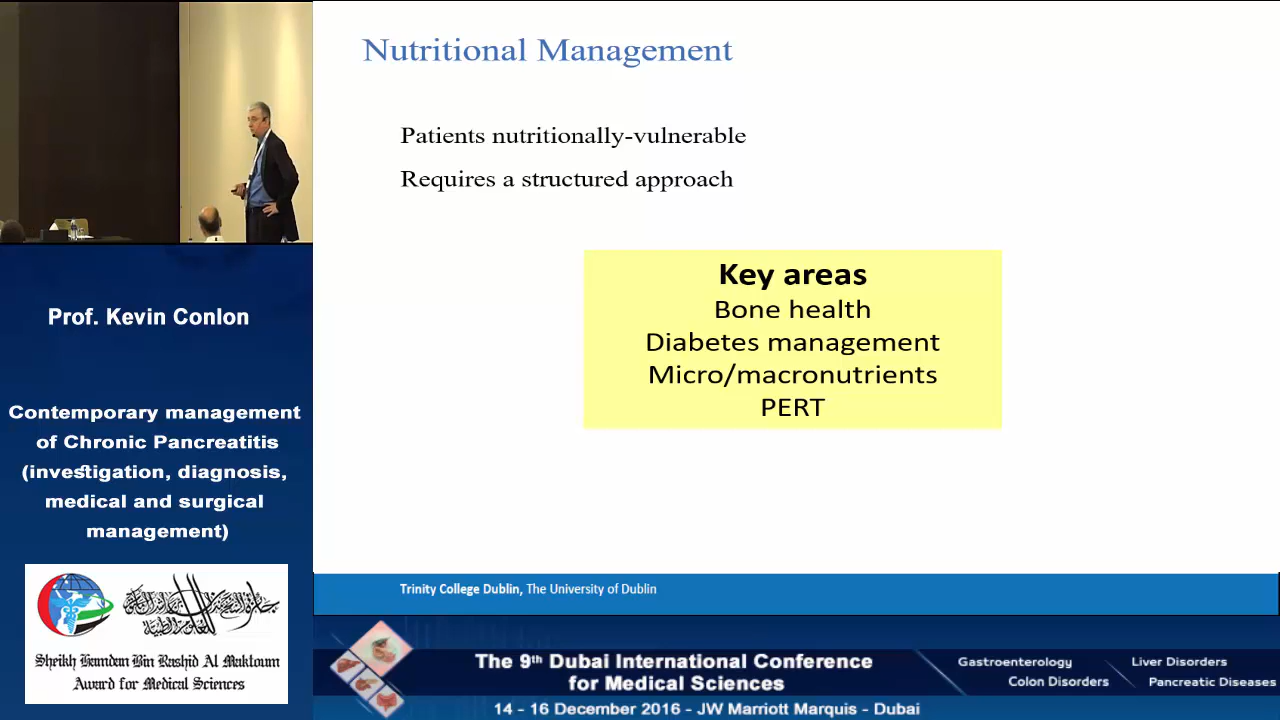 Nutritional Management
Patients nutritionally-vulnerable
Requires a structured approach
Key areas
Bone health
Diabetes management
Micro/macronutrients
PERT
Trinity College Dublin, The University of Dublin
Prof. Kevin Conlon
Contemporary management
of Chronic Pancreatitis
(investigation, diagnosis,
medical and surgical
management)
Sheikh Hamdan Bin Rashid Al Maktoum
Award for Medical Sciences
The 9th Dubai International Conference
for Medical Sciences
14 - 16 December 2016 - JW Marriott Marquis - Dubai
Gastroenterology
Liver Disorders
Colon Disorders
Pancreatic Diseases